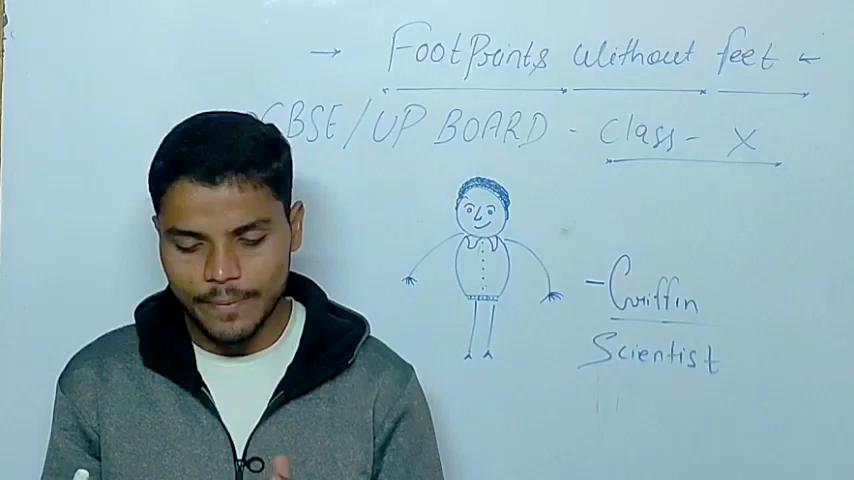 → FootPrints Without feet ←
CBSE/UP BOARD - Class - X
- Griffin
Scientist